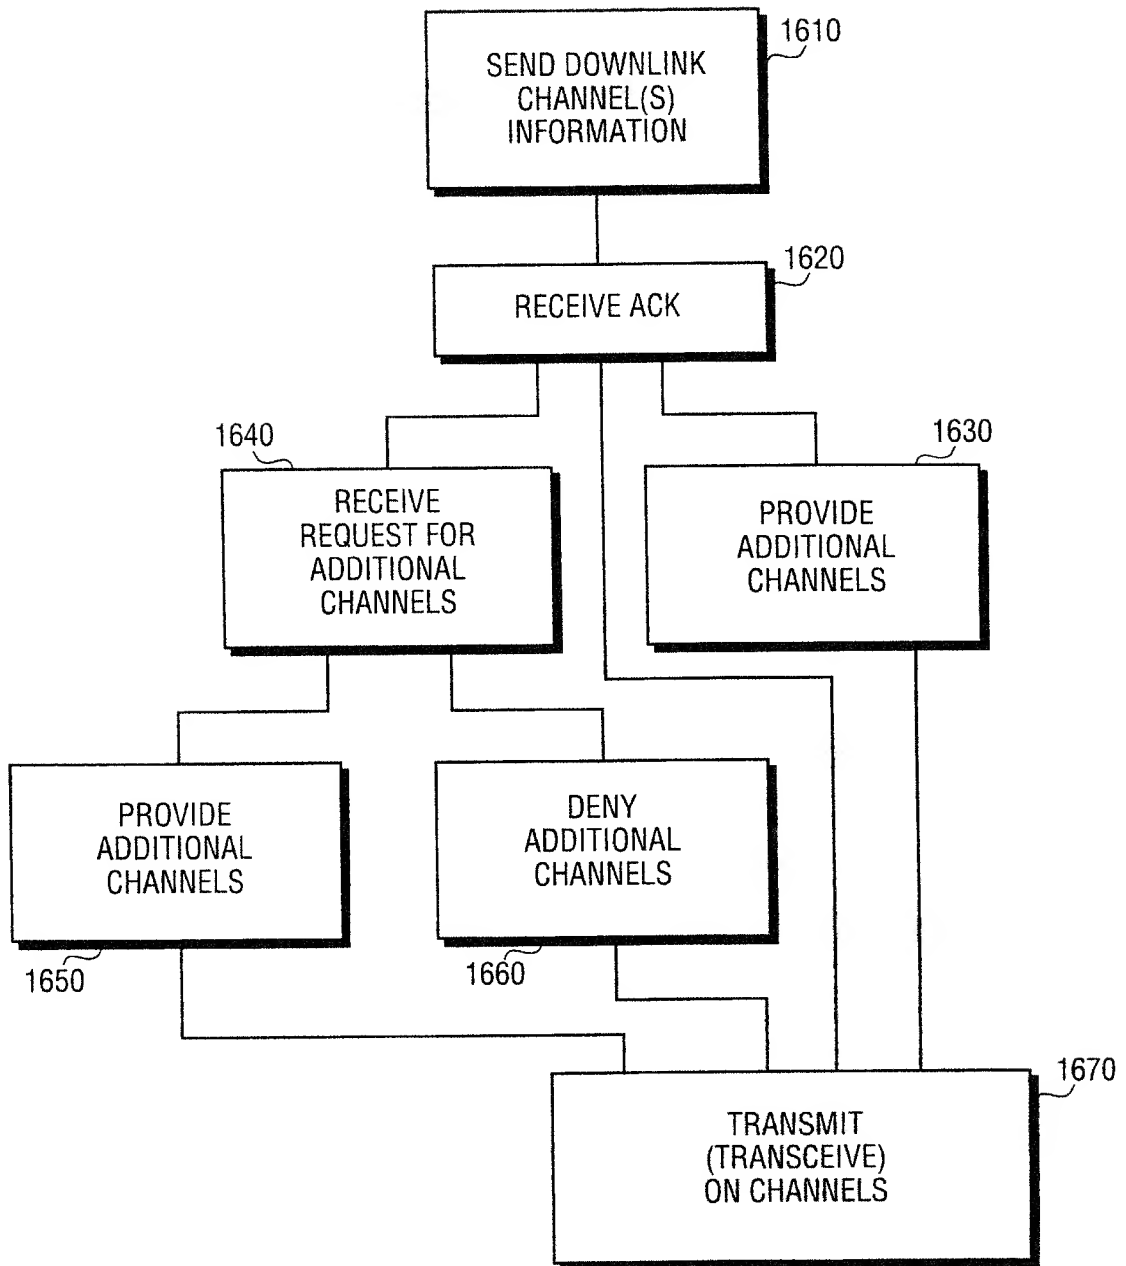 1610
SEND DOWNLINK
CHANNEL(S)
INFORMATION
1620
RECEIVE ACK
1640
RECEIVE
REQUEST FOR
ADDITIONAL
CHANNELS
1630
PROVIDE
ADDITIONAL
CHANNELS
PROVIDE
ADDITIONAL
CHANNELS
1650
DENY
ADDITIONAL
CHANNELS
1660
1670
TRANSMIT
(TRANSCEIVE)
ON CHANNELS